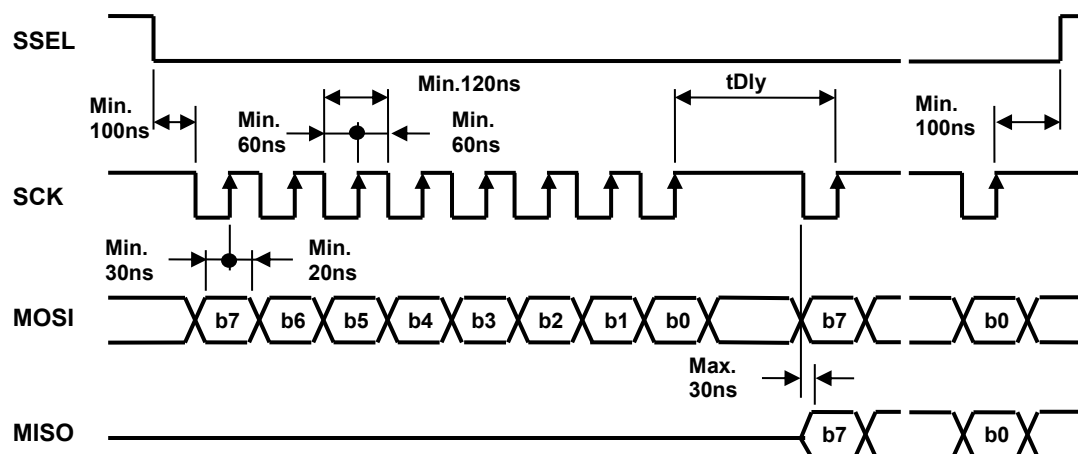 SSEL
Min.
100ns
Min.120ns
Min.
60ns
Min.
60ns
tDly
Min.
100ns
SCK
Min.
30ns
Min.
20ns
MOSI
b7 b6 b5 b4 b3 b2 b1 b0 b7 b0
Max.
30ns
MISO
b7 b0